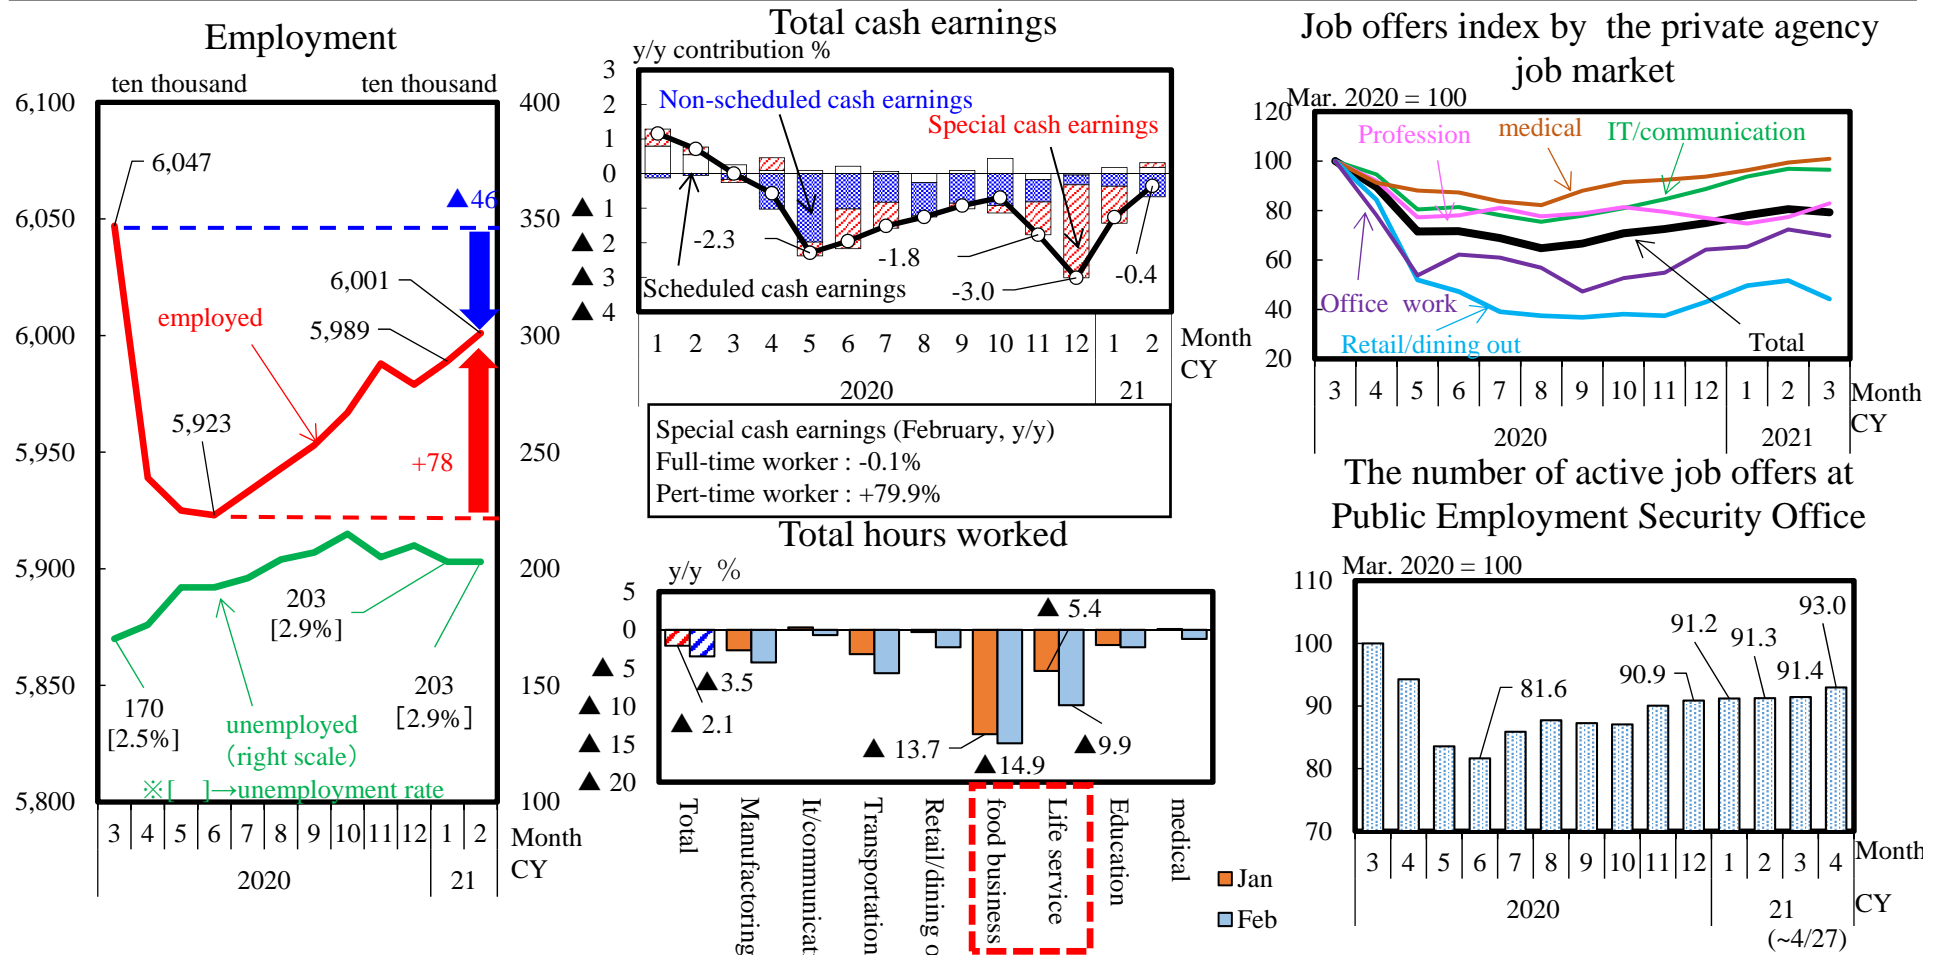 Employment
ten thousand
ten thousand
6,100
6,050
6,000
5,950
5,900
5,850
5,800
400
350
300
250
200
150
100
6,047
▲46
6,001
5,989
employed
5,923
+78
203
[2.9%]
203
[2.9%]
170
[2.5%]
unemployed
(right scale)
※[ ]→unemployment rate
3 4 5 6 7 8 9 10 11 12 1 2 Month
2020 21 CY
Total cash earnings
y/y contribution %
3
2
1
0
▲ 1
▲ 2
▲ 3
▲ 4
Non-scheduled cash earnings
Special cash earnings
-2.3
-1.8
-3.0
-0.4
Scheduled cash earnings
1 2 3 4 5 6 7 8 9 10 11 12 1 2 Month
2020 21 CY
Special cash earnings (February, y/y)
Full-time worker : -0.1%
Pert-time worker : +79.9%
Total hours worked
y/y %
5
0
▲ 5
▲ 10
▲ 15
▲ 20
▲ 5.4
▲ 3.5
▲ 2.1
▲ 13.7
▲ 14.9
▲ 9.9
Total
Manufactoring
It/communicat
Transportation
Retail/dining o
food business
Life service
Education
medical
Jan
Feb
Job offers index by the private agency
job market
Mar. 2020 = 100
120
100
80
60
40
20
Profession
medical
IT/communication
Office work
Retail/dining out
Total
3 4 5 6 7 8 9 10 11 12 1 2 3 Month
2020 2021 CY
The number of active job offers at
Public Employment Security Office
Mar. 2020 = 100
110
100
90
80
70
81.6
90.9
91.2
91.3
91.4
93.0
3 4 5 6 7 8 9 10 11 12 1 2 3 4 Month
2020 21 CY
(~4/27)